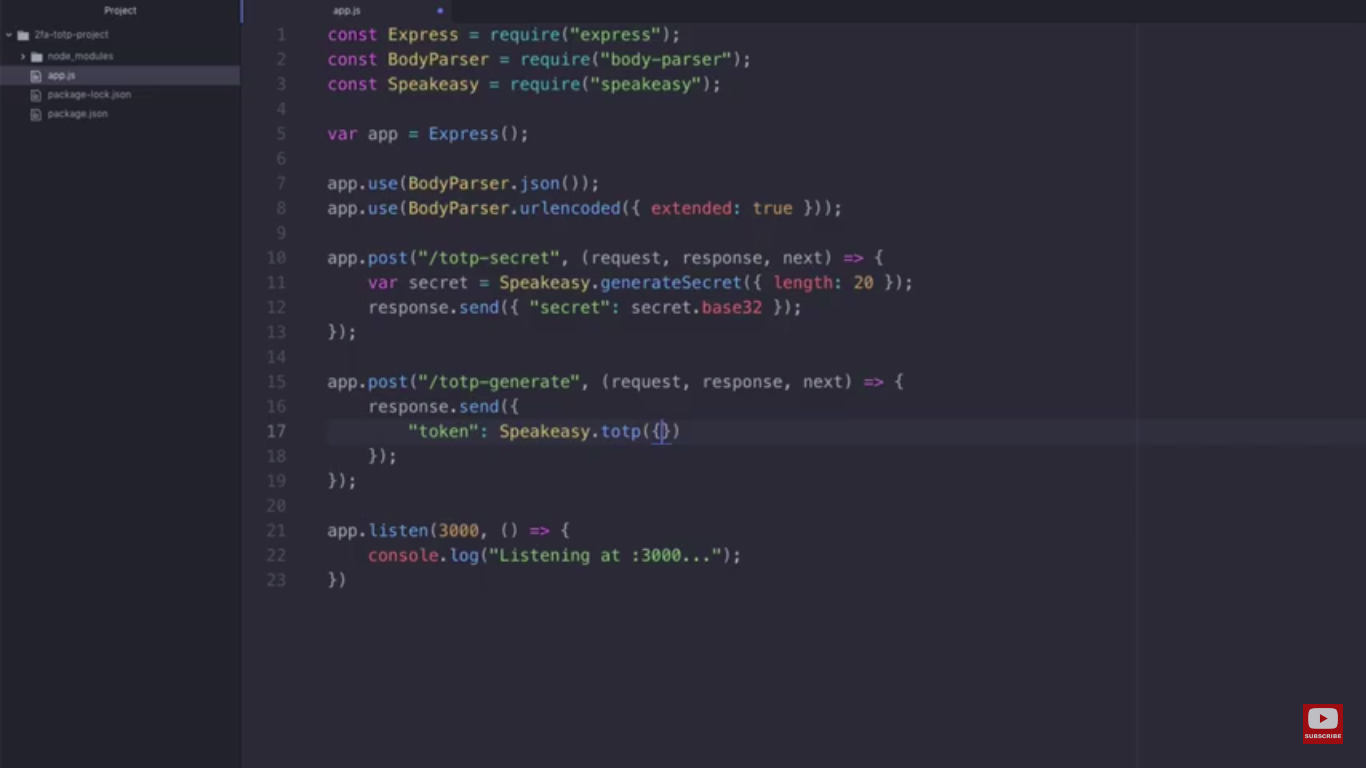 Project
2fa-totp-project
node_modules
app.js
package-lock.json
package.json
app.js
1 const Express = require("express");
2 const BodyParser = require("body-parser");
3 const Speakeasy = require("speakeasy");
4
5 var app = Express();
6
7 app.use(BodyParser.json());
8 app.use(BodyParser.urlencoded({ extended: true }));
9
10 app.post("/totp-secret", (request, response, next) => {
11 var secret = Speakeasy.generateSecret({ length: 20 });
12 response.send({ "secret": secret.base32 });
13 });
14
15 app.post("/totp-generate", (request, response, next) => {
16 response.send({
17 "token": Speakeasy.totp({})
18 });
19 });
20
21 app.listen(3000, () => {
22 console.log("Listening at :3000...");
23 })
SUBSCRIBE